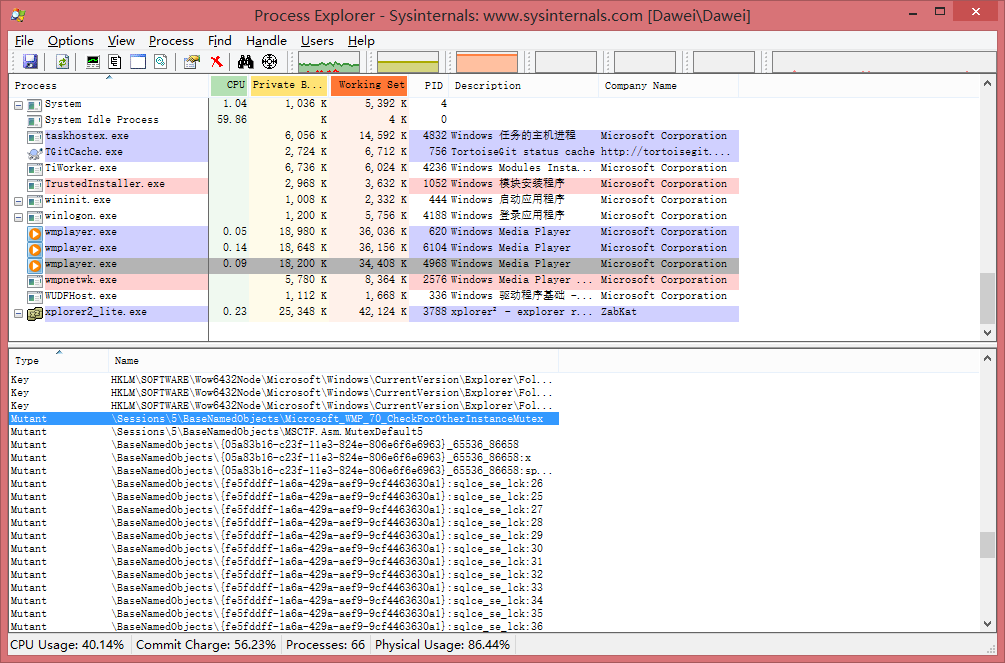 Process Explorer - Sysinternals: www.sysinternals.com [Dawei\Dawei]
File Options View Process Find Handle Users Help
Process CPU Private B... Working Set PID Description Company Name
System 1.04 1,036 K 5,392 K 4
System Idle Process 59.86 K 4 K 0
taskhostex.exe 6,056 K 14,592 K 4832 Windows 任务的主机进程 Microsoft Corporation
TGitCache.exe 2,724 K 6,712 K 756 TortoiseGit status cache http://tortoisegit....
TiWorker.exe 6,736 K 6,024 K 4236 Windows Modules Insta... Microsoft Corporation
TrustedInstaller.exe 2,968 K 3,632 K 1052 Windows 模块安装程序 Microsoft Corporation
wininit.exe 1,008 K 2,332 K 444 Windows 启动应用程序 Microsoft Corporation
winlogon.exe 1,200 K 5,756 K 4188 Windows 登录应用程序 Microsoft Corporation
wmplayer.exe 0.05 18,980 K 36,036 K 620 Windows Media Player Microsoft Corporation
wmplayer.exe 0.14 18,648 K 36,156 K 6104 Windows Media Player Microsoft Corporation
wmplayer.exe 0.09 18,200 K 34,408 K 4968 Windows Media Player Microsoft Corporation
wmpnetwk.exe 5,780 K 8,364 K 2576 Windows Media Player ... Microsoft Corporation
WUDFHost.exe 1,112 K 1,668 K 336 Windows 驱动程序基础 -... Microsoft Corporation
xplorer2_lite.exe 0.23 25,348 K 42,124 K 3788 xplorer² - explorer r... ZabKat
Type Name
Key HKLM\SOFTWARE\Wow6432Node\Microsoft\Windows\CurrentVersion\Explorer\Fol...
Key HKLM\SOFTWARE\Wow6432Node\Microsoft\Windows\CurrentVersion\Explorer\Fol...
Key HKLM\SOFTWARE\Wow6432Node\Microsoft\Windows\CurrentVersion\Explorer\Fol...
Mutant \Sessions\5\BaseNamedObjects\Microsoft_WMP_70_CheckForOtherInstanceMutex
Mutant \Sessions\5\BaseNamedObjects\MSCTF.Asm.MutexDefault5
Mutant \BaseNamedObjects\{05a83b16-c23f-11e3-824e-806e6f6e6963}_65536_86658
Mutant \BaseNamedObjects\{05a83b16-c23f-11e3-824e-806e6f6e6963}_65536_86658:x
Mutant \BaseNamedObjects\{05a83b16-c23f-11e3-824e-806e6f6e6963}_65536_86658:sp...
Mutant \BaseNamedObjects\{fe5fddff-1a6a-429a-aef9-9cf4463630a1}:sqlce_se_lck:26
Mutant \BaseNamedObjects\{fe5fddff-1a6a-429a-aef9-9cf4463630a1}:sqlce_se_lck:25
Mutant \BaseNamedObjects\{fe5fddff-1a6a-429a-aef9-9cf4463630a1}:sqlce_se_lck:27
Mutant \BaseNamedObjects\{fe5fddff-1a6a-429a-aef9-9cf4463630a1}:sqlce_se_lck:28
Mutant \BaseNamedObjects\{fe5fddff-1a6a-429a-aef9-9cf4463630a1}:sqlce_se_lck:29
Mutant \BaseNamedObjects\{fe5fddff-1a6a-429a-aef9-9cf4463630a1}:sqlce_se_lck:30
Mutant \BaseNamedObjects\{fe5fddff-1a6a-429a-aef9-9cf4463630a1}:sqlce_se_lck:31
Mutant \BaseNamedObjects\{fe5fddff-1a6a-429a-aef9-9cf4463630a1}:sqlce_se_lck:32
Mutant \BaseNamedObjects\{fe5fddff-1a6a-429a-aef9-9cf4463630a1}:sqlce_se_lck:33
Mutant \BaseNamedObjects\{fe5fddff-1a6a-429a-aef9-9cf4463630a1}:sqlce_se_lck:34
Mutant \BaseNamedObjects\{fe5fddff-1a6a-429a-aef9-9cf4463630a1}:sqlce_se_lck:35
Mutant \BaseNamedObjects\{fe5fddff-1a6a-429a-aef9-9cf4463630a1}:sqlce_se_lck:36
CPU Usage: 40.14% Commit Charge: 56.23% Processes: 66 Physical Usage: 86.44%